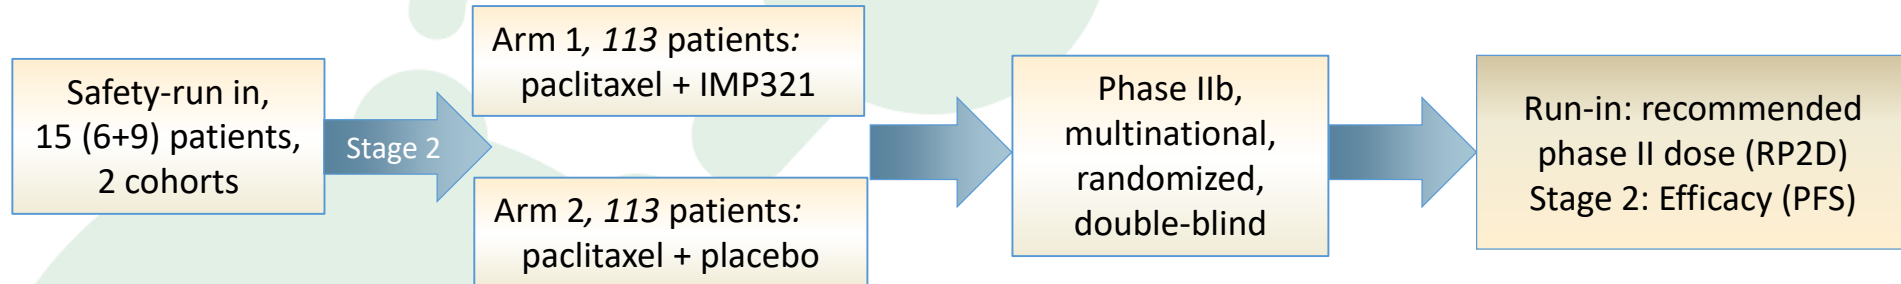 Safety-run in,
15 (6+9) patients,
2 cohorts
Stage 2
Arm 1, 113 patients:
paclitaxel + IMP321
Arm 2, 113 patients:
paclitaxel + placebo
Phase IIb,
multinational,
randomized,
double-blind
Run-in: recommended
phase II dose (RP2D)
Stage 2: Efficacy (PFS)